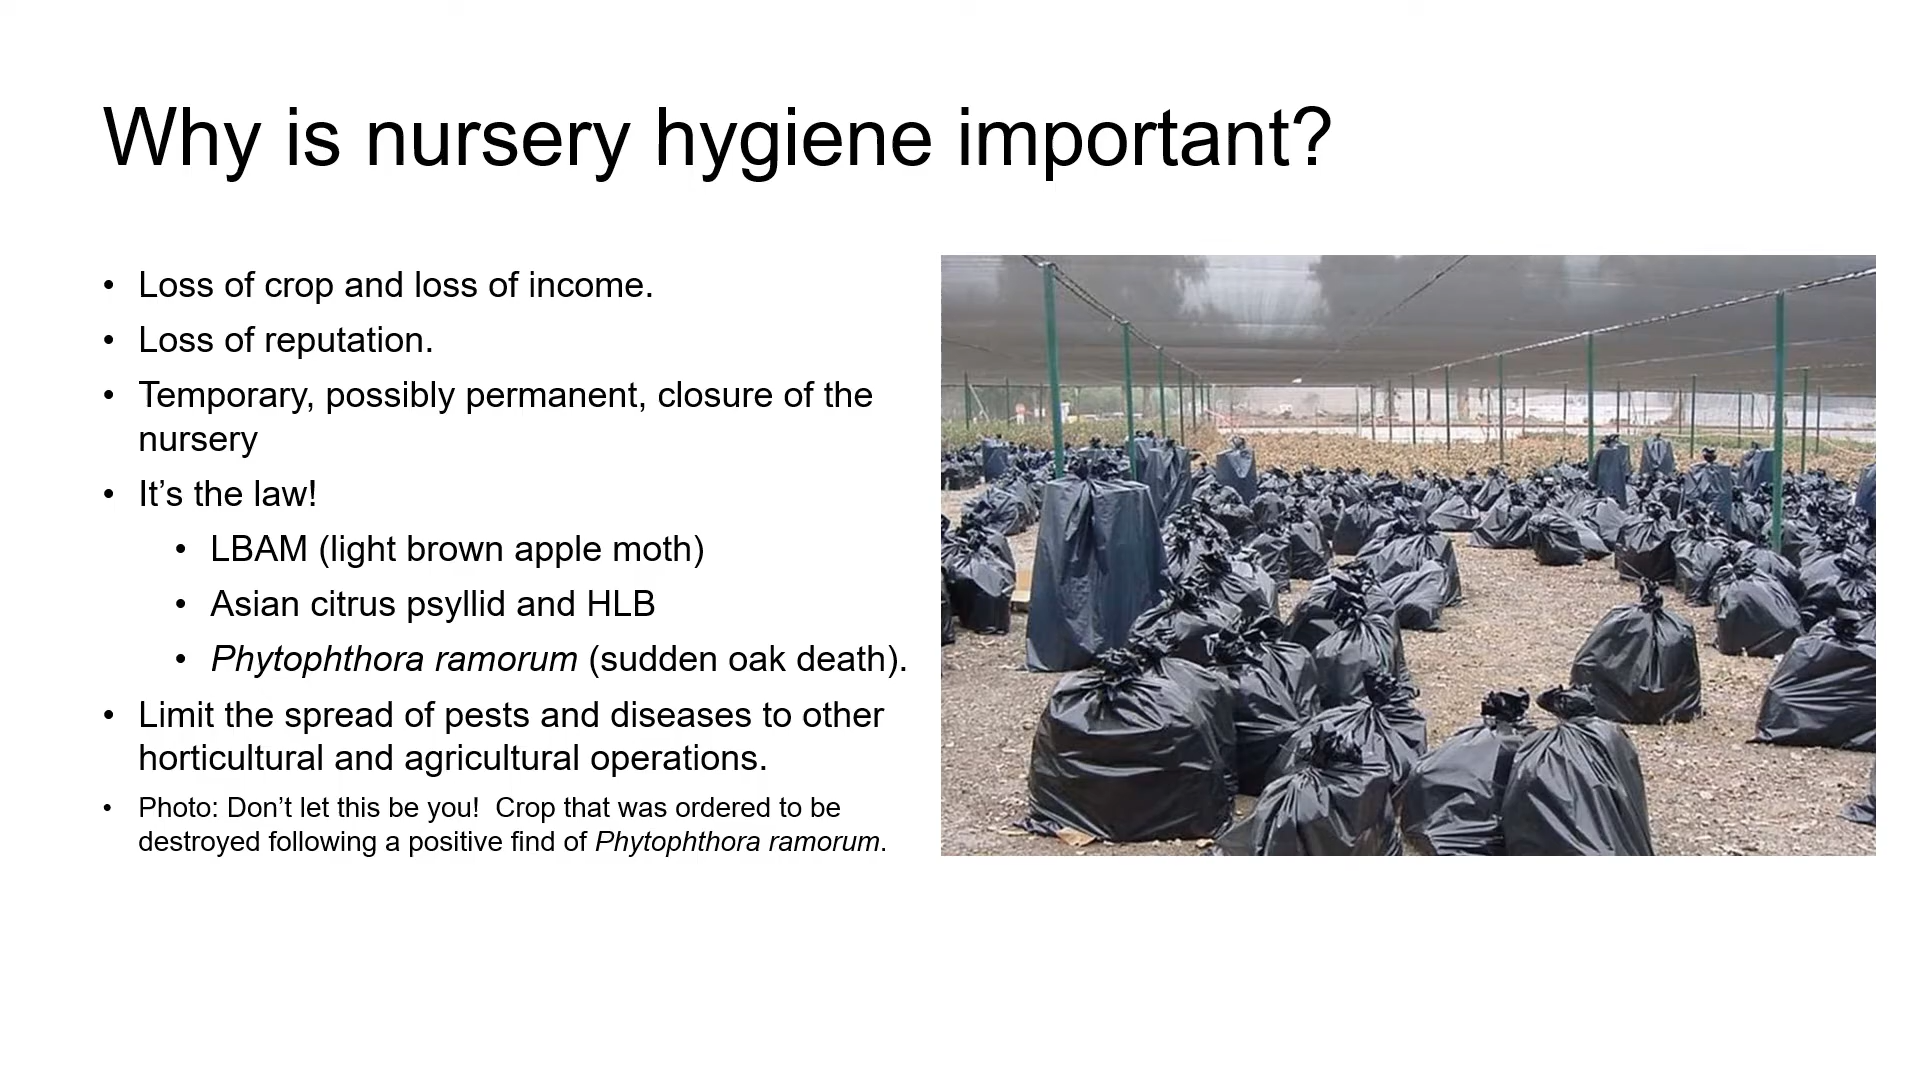 Why is nursery hygiene important?
• Loss of crop and loss of income.
• Loss of reputation.
• Temporary, possibly permanent, closure of the
nursery
• It’s the law!
• LBAM (light brown apple moth)
• Asian citrus psyllid and HLB
• Phytophthora ramorum (sudden oak death).
• Limit the spread of pests and diseases to other
horticultural and agricultural operations.
• Photo: Don’t let this be you!  Crop that was ordered to be
destroyed following a positive find of Phytophthora ramorum.